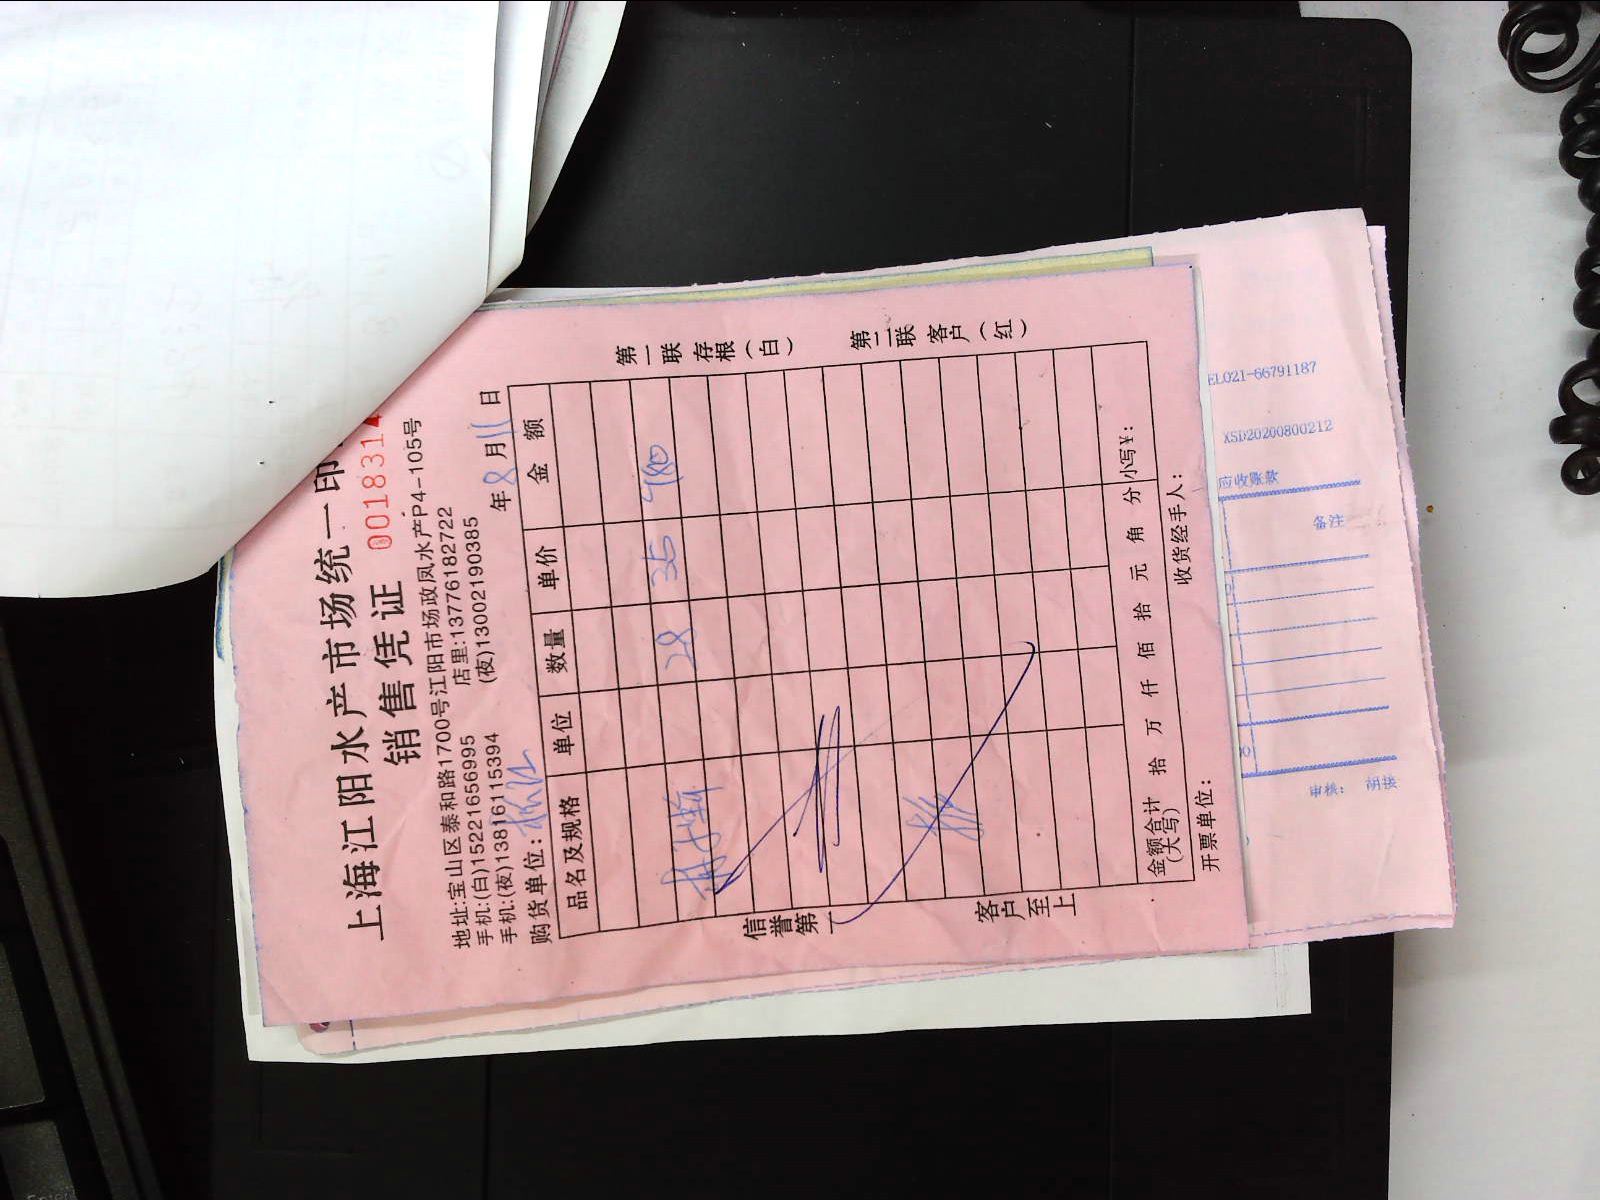 上海江阳水产市场统一印
销售凭证
0018314
地址:宝山区泰和路1700号江阳市场政凤水产P4-105号
手机:(白)15221656995 店里:13776182722
手机:(夜)13816115394 (夜)13002190385
购货单位: 年8月11日
品名及规格 单位 数量 单价 金额
28 35 980
金额合计(大写) 拾 万 仟 佰 拾 元 角 分 小写¥:
开票单位: 收货经手人:
第一联存根(白) 第二联客户(红)
信誉第一 客户至上
EL021-66791187
XSD20200800212
应收账款
备注
审核: 胡接